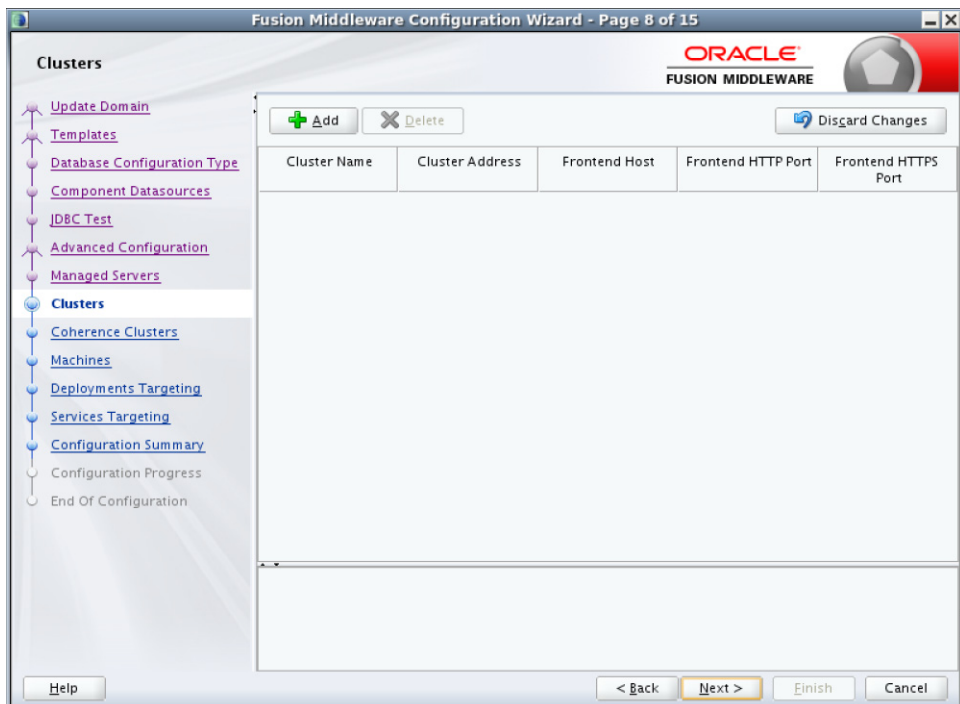 Fusion Middleware Configuration Wizard - Page 8 of 15
Clusters
ORACLE
FUSION MIDDLEWARE
Update Domain
Templates
Database Configuration Type
Component Datasources
JDBC Test
Advanced Configuration
Managed Servers
Clusters
Coherence Clusters
Machines
Deployments Targeting
Services Targeting
Configuration Summary
Configuration Progress
End Of Configuration
Add
Delete
Discard Changes
Cluster Name
Cluster Address
Frontend Host
Frontend HTTP Port
Frontend HTTPS
Port
Help
< Back
Next >
Finish
Cancel